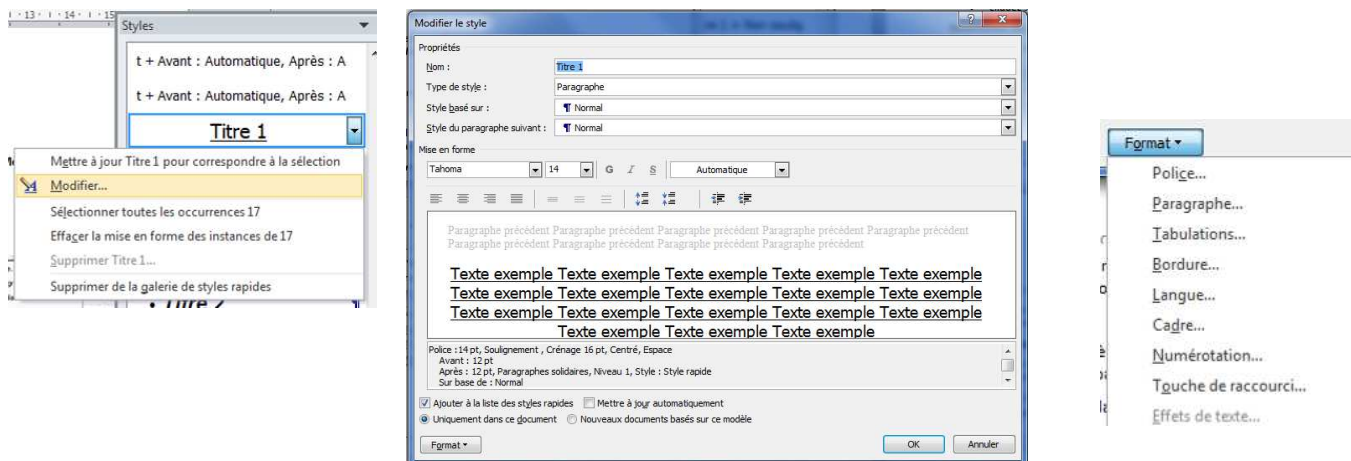 · 13 · ı · 14 · ı · 15
Styles
t + Avant : Automatique, Après : A
t + Avant : Automatique, Après : A
Titre 1
Mettre à jour Titre 1 pour correspondre à la sélection
Modifier...
Sélectionner toutes les occurrences 17
Effacer la mise en forme des instances de 17
Supprimer Titre 1...
Supprimer de la galerie de styles rapides
• Titre 2
Modifier le style
Propriétés
Nom :
Titre 1
Type de style :
Paragraphe
Style basé sur :
¶ Normal
Style du paragraphe suivant :
¶ Normal
Mise en forme
Tahoma 14 G I S Automatique
Paragraphe précédent Paragraphe précédent Paragraphe précédent Paragraphe précédent Paragraphe précédent
Paragraphe précédent Paragraphe précédent Paragraphe précédent Paragraphe précédent
Texte exemple Texte exemple Texte exemple Texte exemple Texte exemple
Texte exemple Texte exemple Texte exemple Texte exemple Texte exemple
Texte exemple Texte exemple Texte exemple Texte exemple Texte exemple
Texte exemple Texte exemple Texte exemple
Police :14 pt, Soulignement , Crénage 16 pt, Centré, Espace
Avant : 12 pt
Après : 12 pt, Paragraphes solidaires, Niveau 1, Style : Style rapide
Sur base de : Normal
Ajouter à la liste des styles rapides Mettre à jour automatiquement
Uniquement dans ce document Nouveaux documents basés sur ce modèle
Format
OK Annuler
Format
Police...
Paragraphe...
Tabulations...
Bordure...
Langue...
Cadre...
Numérotation...
Touche de raccourci...
Effets de texte...